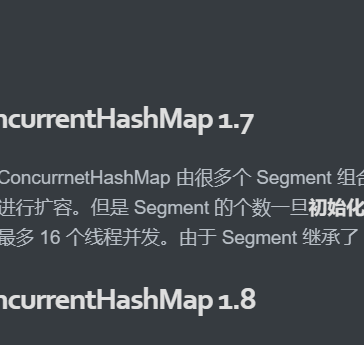 ncurrentHashMap 1.7
ConcurrnetHashMap 由很多个 Segment 组合
进行扩容。但是 Segment 的个数一旦初始化
最多 16 个线程并发。由于 Segment 继承了
ncurrentHashMap 1.8